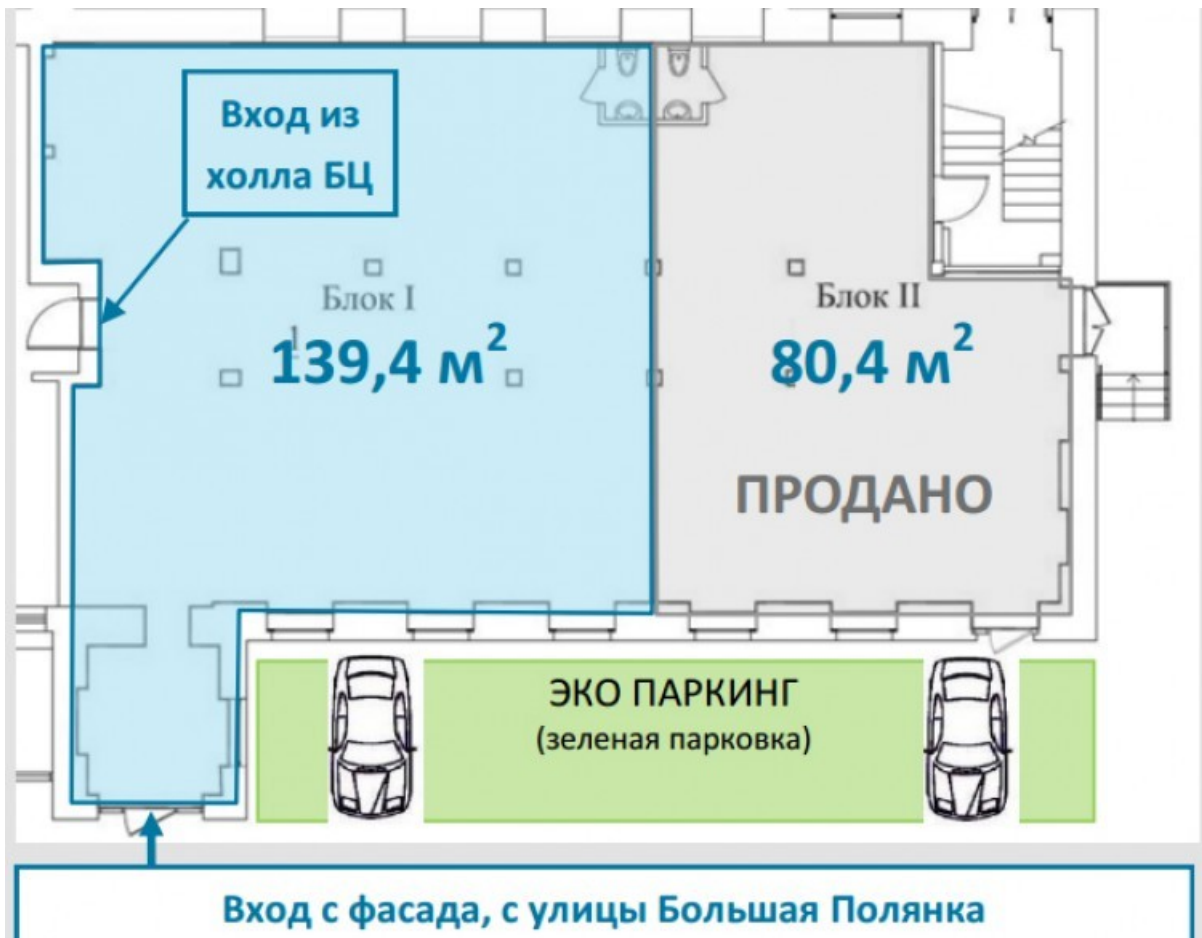 Вход из
холла БЦ
Блок I
1
139,4 м²
Блок II
80,4 м²
ПРОДАНО
ЭКО ПАРКИНГ
(зеленая парковка)
Вход с фасада, с улицы Большая Полянка